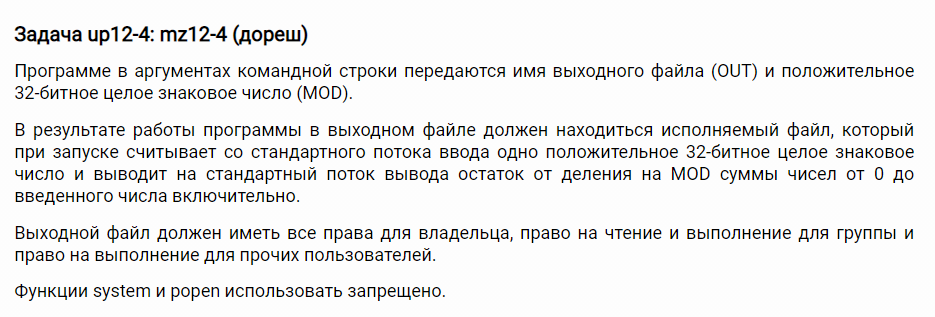 Задача up12-4: mz12-4 (дореш)
Программе в аргументах командной строки передаются имя выходного файла (OUT) и положительное
32-битное целое знаковое число (MOD).
В результате работы программы в выходном файле должен находиться исполняемый файл, который
при запуске считывает со стандартного потока ввода одно положительное 32-битное целое знаковое
число и выводит на стандартный поток вывода остаток от деления на MOD суммы чисел от 0 до
введенного числа включительно.
Выходной файл должен иметь все права для владельца, право на чтение и выполнение для группы и
право на выполнение для прочих пользователей.
Функции system и popen использовать запрещено.